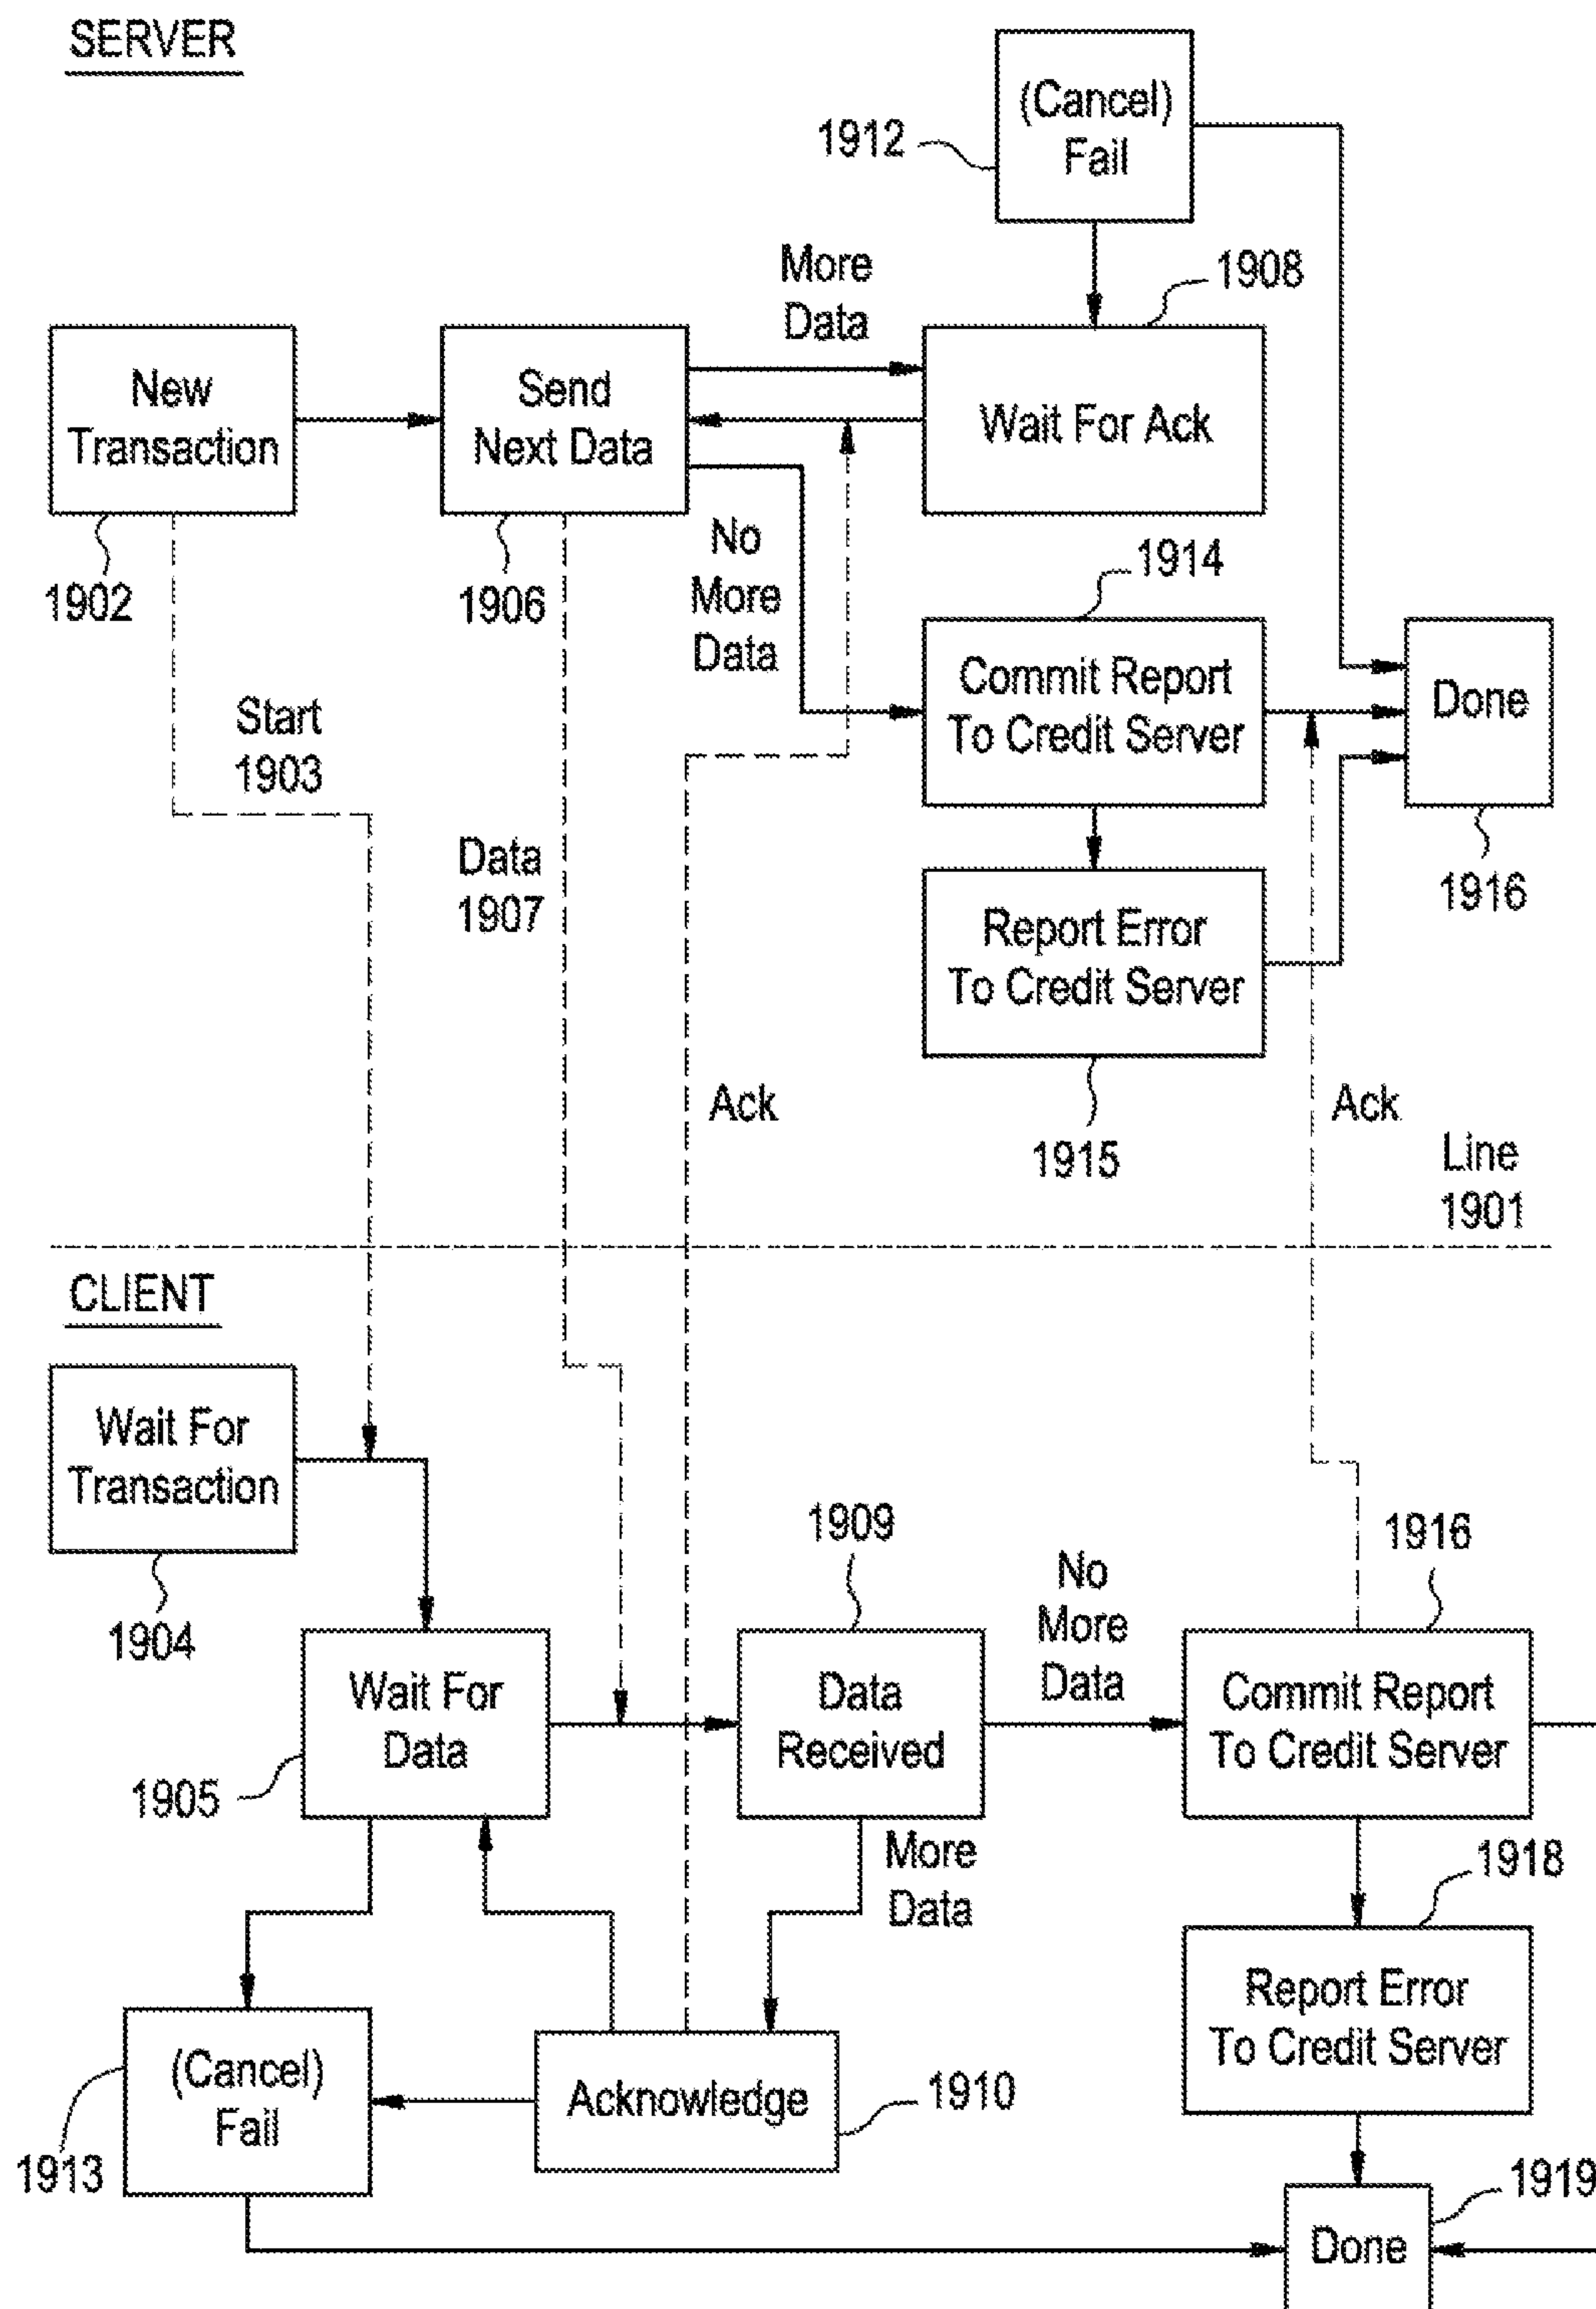 SERVER
(Cancel)
Fail
1912
More
Data
1908
New
Transaction
Send
Next Data
Wait For Ack
1902
1906
No
More
Data
1914
Commit Report
To Credit Server
Done
Start
1903
Data
1907
1916
Report Error
To Credit Server
Ack
Ack
1915
Line
1901
CLIENT
Wait For
Transaction
1904
1909
No
More
Data
1916
Wait For
Data
Data
Received
Commit Report
To Credit Server
1905
More
Data
1918
Report Error
To Credit Server
(Cancel)
Fail
Acknowledge
1910
1913
1919
Done